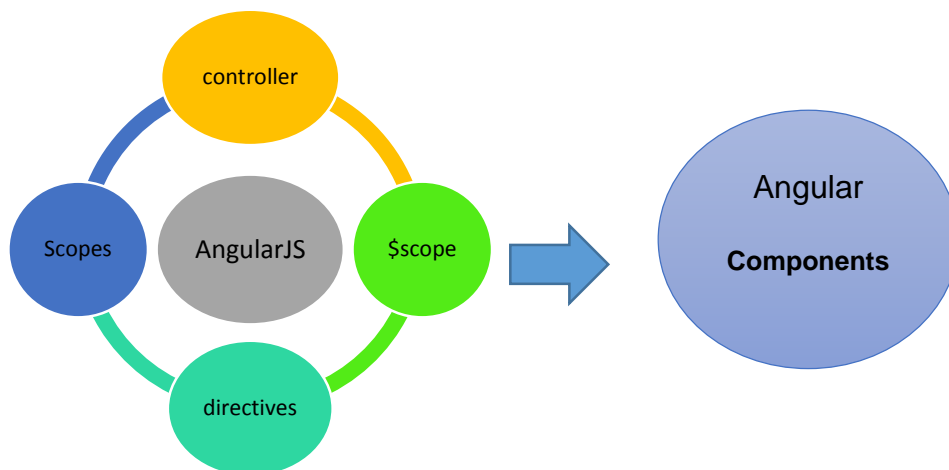 controller
Scopes
AngularJS
$scope
directives
Angular
Components